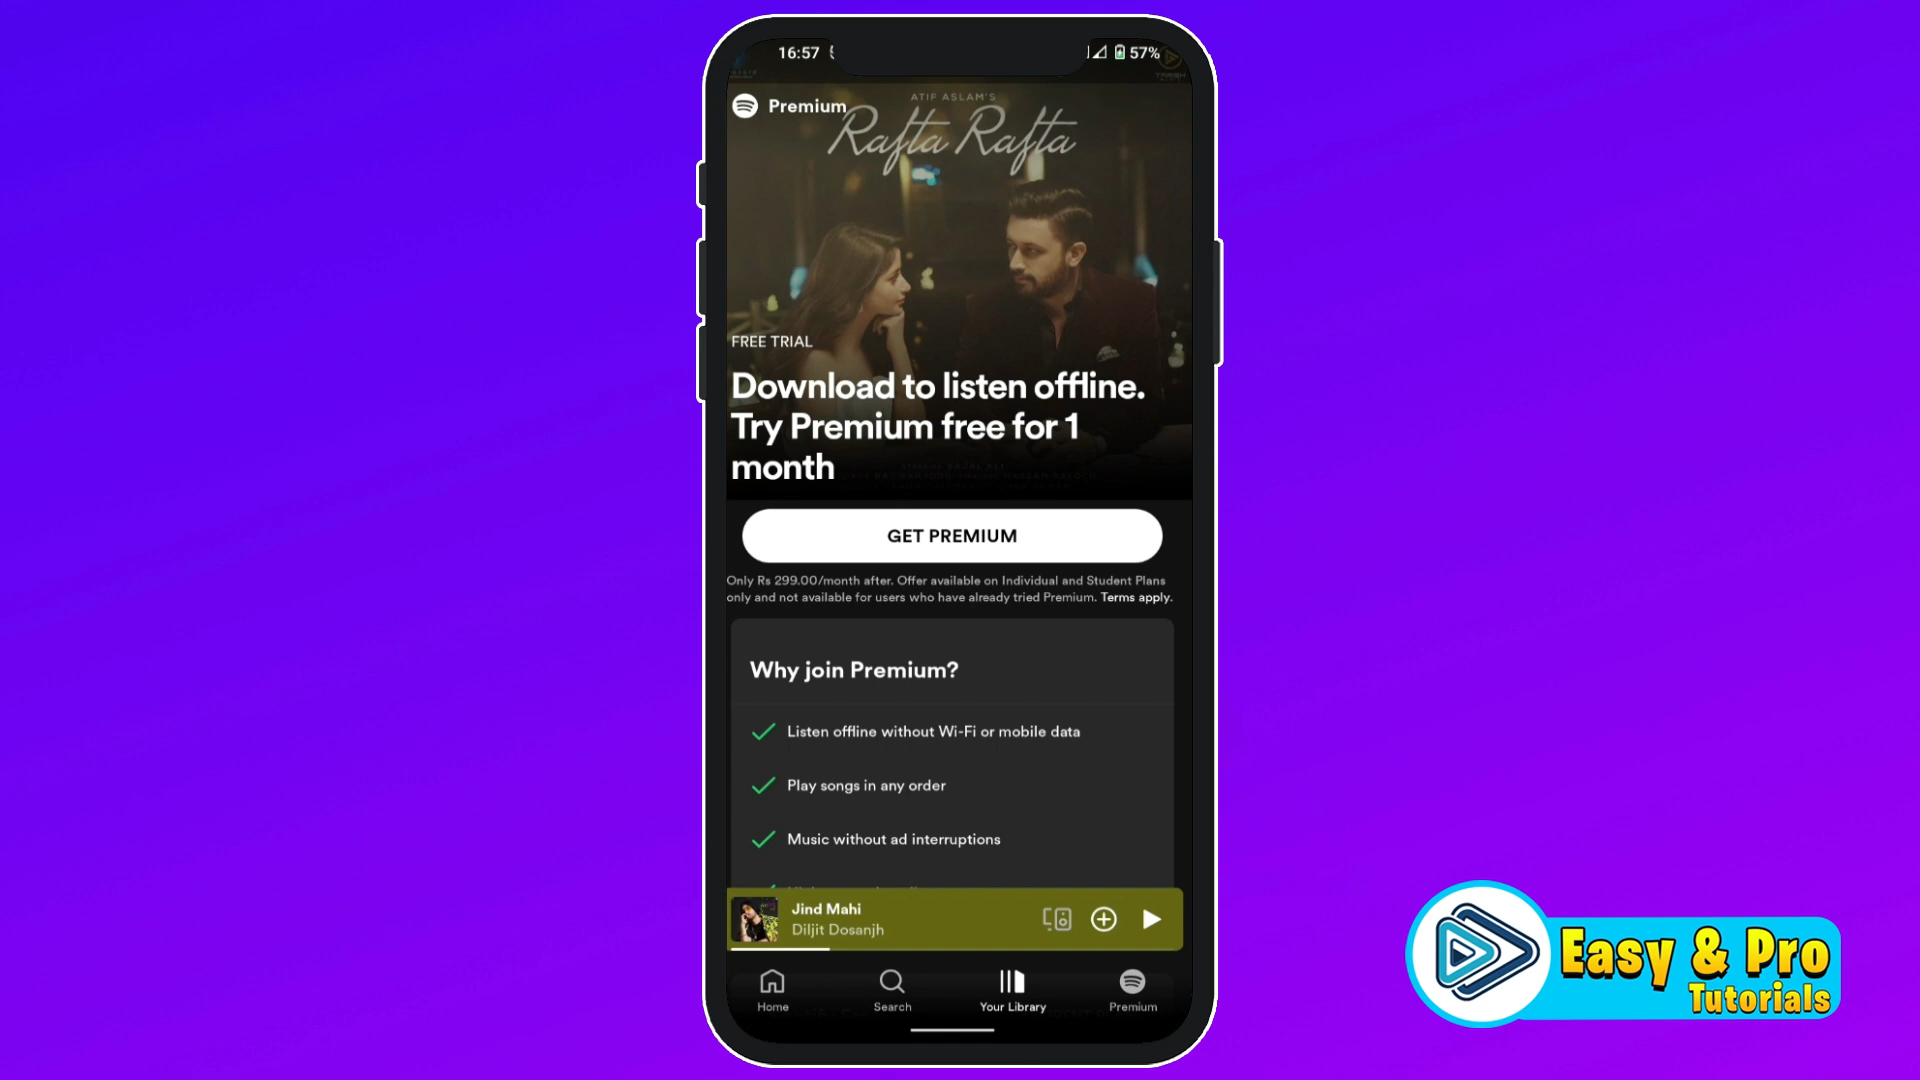 16:57
57%
Premium
ATIF ASLAM'S
Rafta Rafta
FREE TRIAL
Download to listen offline.
Try Premium free for 1
month
GET PREMIUM
Only Rs 299.00/month after. Offer available on Individual and Student Plans
only and not available for users who have already tried Premium. Terms apply.
Why join Premium?
Listen offline without Wi-Fi or mobile data
Play songs in any order
Music without ad interruptions
Jind Mahi
Diljit Dosanjh
Home
Search
Your Library
Premium
Easy & Pro
Tutorials